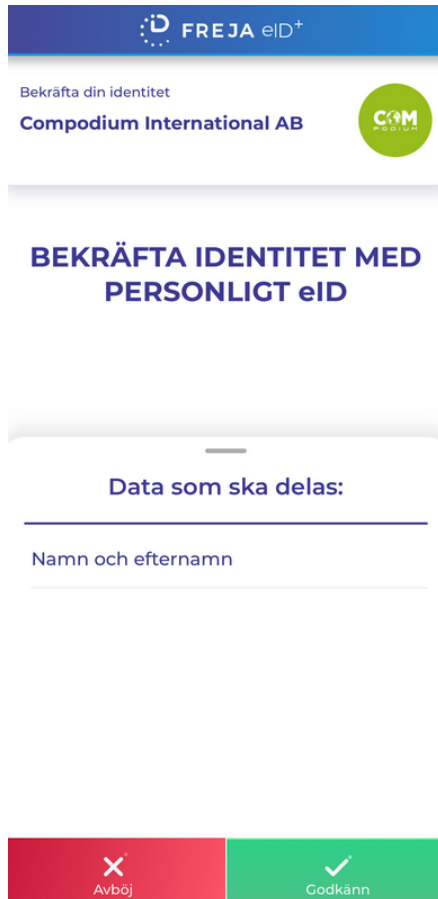 FREJA eID+
Bekräfta din identitet
Compodium International AB
COM
PODIUM
BEKRÄFTA IDENTITET MED
PERSONLIGT eID
Data som ska delas:
Namn och efternamn
Avböj
Godkänn